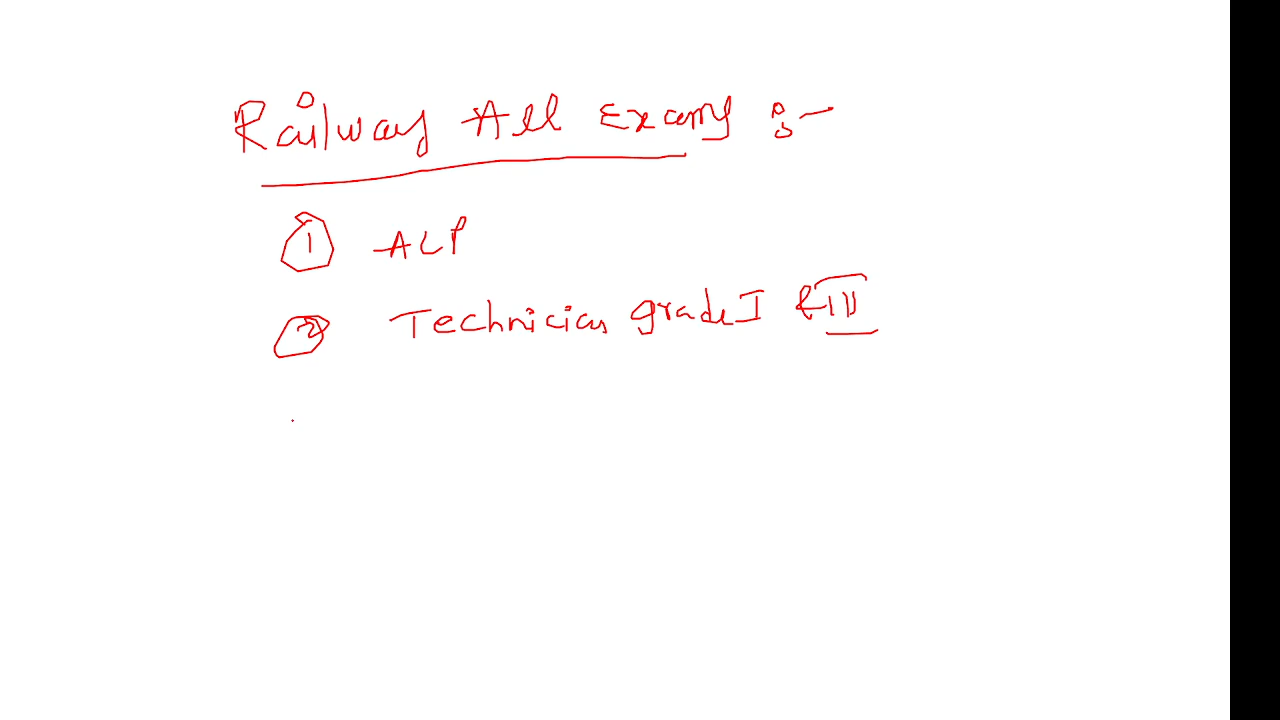 Railway All Exams :-
① ALP
② Technician grade I & III